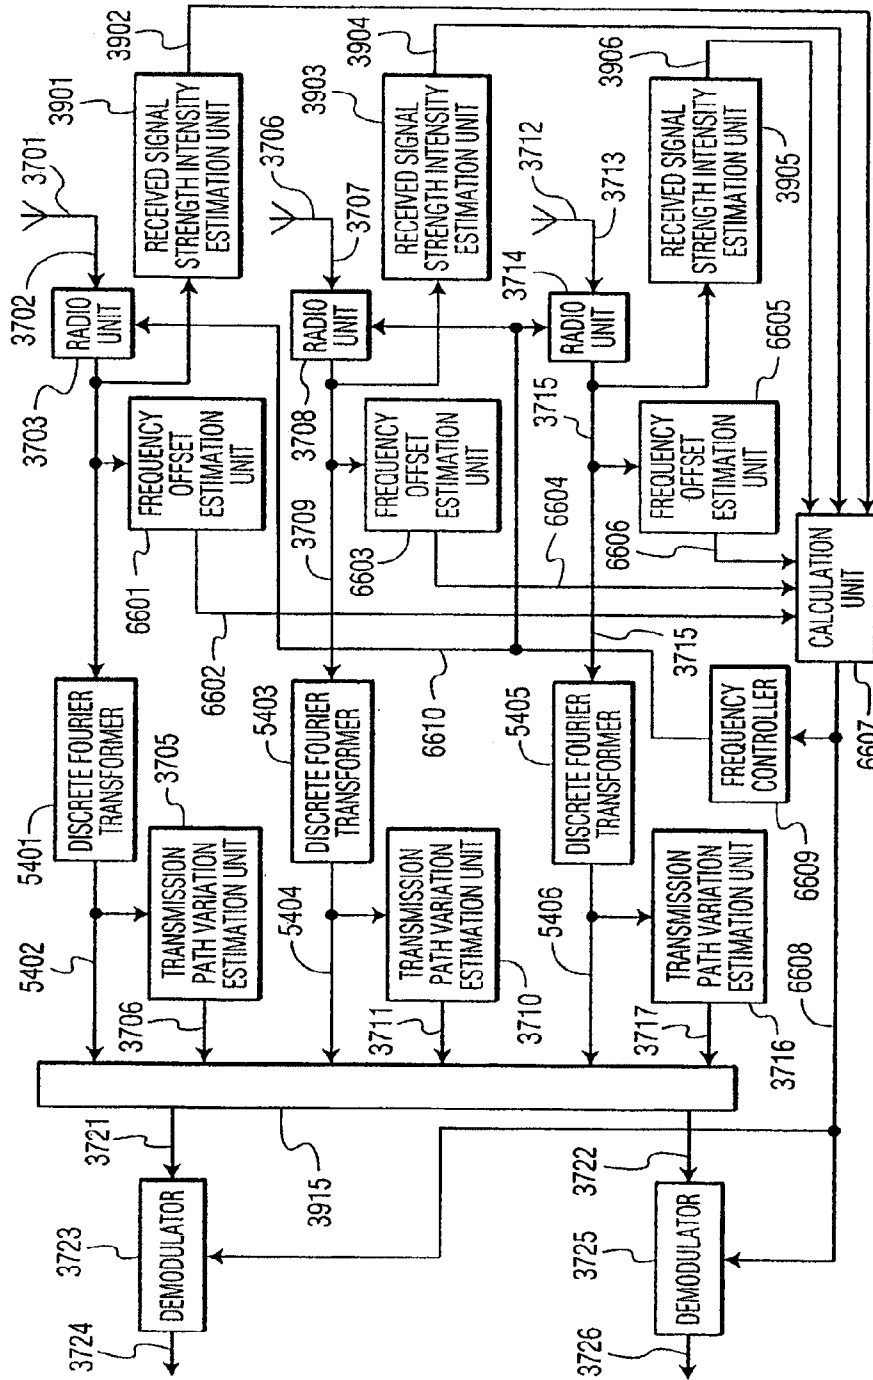 3701
3702
RADIO
UNIT
3703
3901
RECEIVED SIGNAL
STRENGTH INTENSITY
ESTIMATION UNIT
3902
FREQUENCY
OFFSET
ESTIMATION
UNIT
6601
6602
5401
DISCRETE FOURIER
TRANSFORMER
5402
3705
TRANSMISSION
PATH VARIATION
ESTIMATION UNIT
3706
3706
3707
RADIO
UNIT
3708
3709
3903
RECEIVED SIGNAL
STRENGTH INTENSITY
ESTIMATION UNIT
3904
FREQUENCY
OFFSET
ESTIMATION
UNIT
6603
6604
5403
DISCRETE FOURIER
TRANSFORMER
5404
TRANSMISSION
PATH VARIATION
ESTIMATION UNIT
3710
3711
6610
3712
3713
3714
RADIO
UNIT
3715
RECEIVED SIGNAL
STRENGTH INTENSITY
ESTIMATION UNIT
3905
3906
FREQUENCY
OFFSET
ESTIMATION
UNIT
6605
6606
3715
5405
DISCRETE FOURIER
TRANSFORMER
5406
TRANSMISSION
PATH VARIATION
ESTIMATION UNIT
3716
3717
CALCULATION
UNIT
6607
6608
FREQUENCY
CONTROLLER
6609
3915
3721
3722
3723
DEMODULATOR
3724
3725
DEMODULATOR
3726